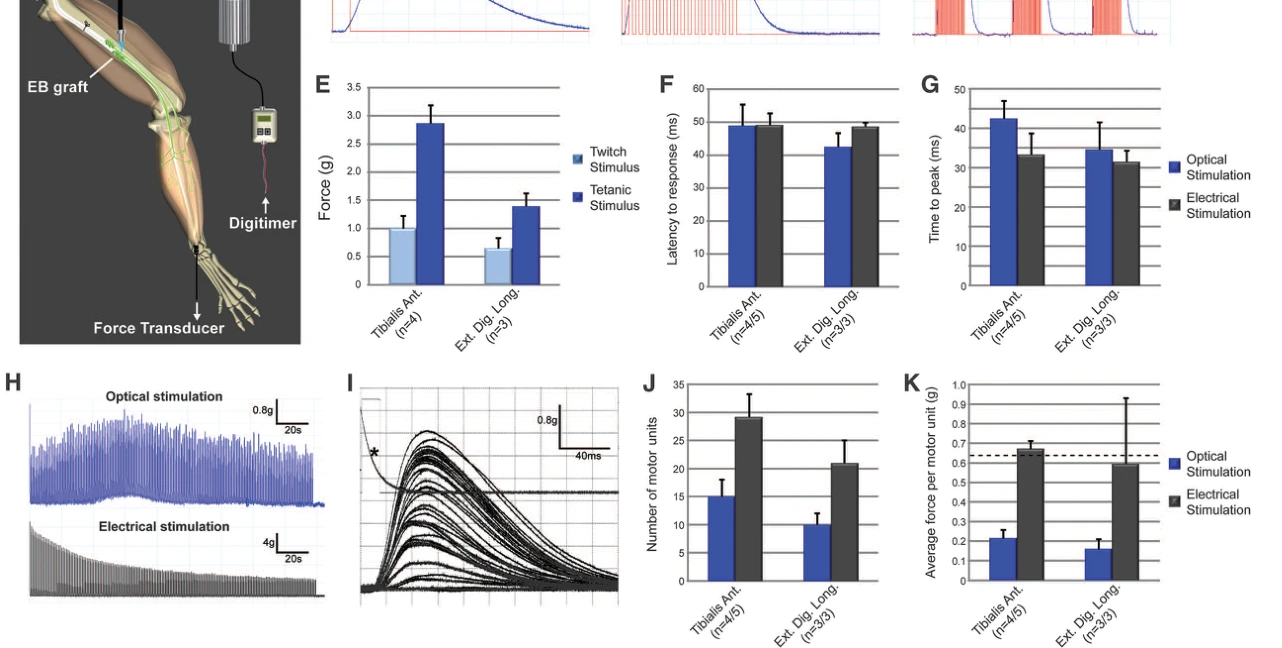 EB graft
Digitimer
Force Transducer
E
Force (g)
3.5
3.0
2.5
2.0
1.5
1.0
0.5
0
Tibialis Ant.
(n=4)
Ext. Dig. Long.
(n=3)
Twitch
Stimulus
Tetanic
Stimulus
F
Latency to response (ms)
60
50
40
30
20
10
0
Tibialis Ant.
(n=4/5)
Ext. Dig. Long.
(n=3/3)
G
Time to peak (ms)
50
40
30
20
10
0
Tibialis Ant.
(n=4/5)
Ext. Dig. Long.
(n=3/3)
Optical
Stimulation
Electrical
Stimulation
H
Optical stimulation
0.8g
20s
Electrical stimulation
4g
20s
I
*
0.8g
40ms
J
Number of motor units
35
30
25
20
15
10
5
0
Tibialis Ant.
(n=4/5)
Ext. Dig. Long.
(n=3/3)
K
Average force per motor unit (g)
1.0
0.9
0.8
0.7
0.6
0.5
0.4
0.3
0.2
0.1
0
Tibialis Ant.
(n=4/5)
Ext. Dig. Long.
(n=3/3)
Optical
Stimulation
Electrical
Stimulation